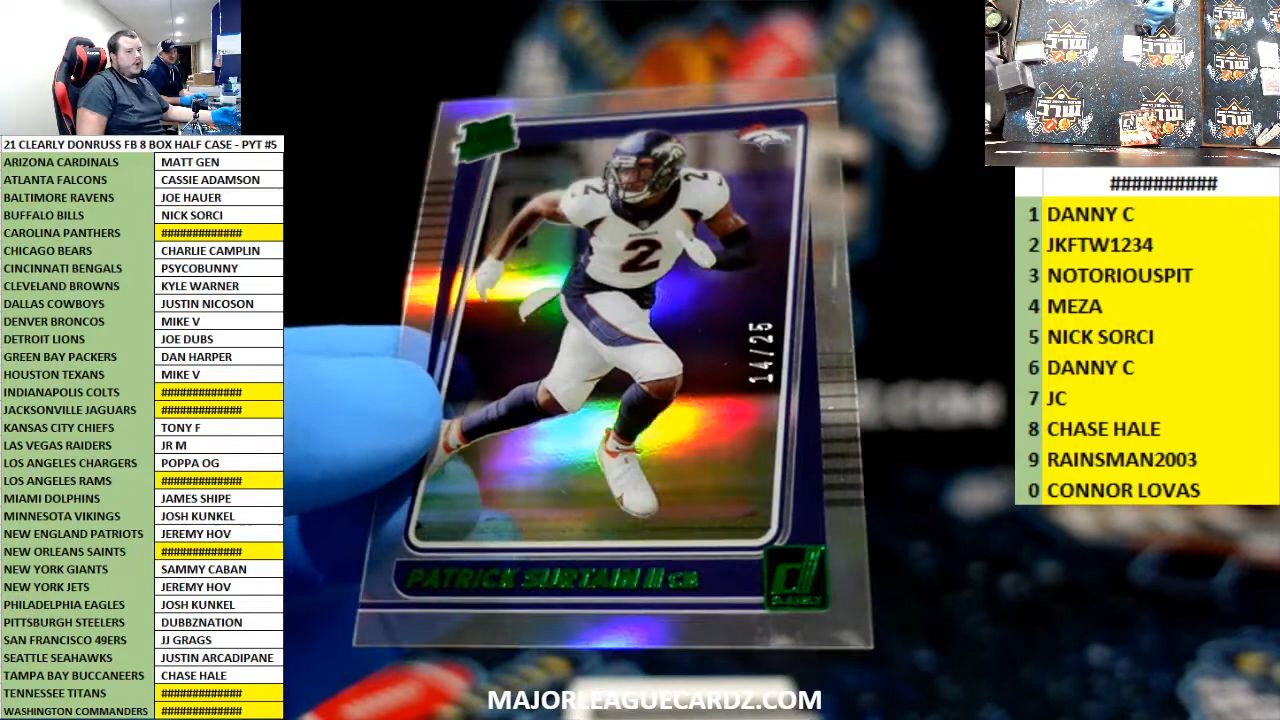 21 CLEARLY DONRUSS FB 8 BOX HALF CASE - PYT #5
ARIZONA CARDINALS MATT GEN
ATLANTA FALCONS CASSIE ADAMSON
BALTIMORE RAVENS JOE HAUER
BUFFALO BILLS NICK SORCI
CAROLINA PANTHERS #############
CHICAGO BEARS CHARLIE CAMPLIN
CINCINNATI BENGALS PSYCOBUNNY
CLEVELAND BROWNS KYLE WARNER
DALLAS COWBOYS JUSTIN NICOSON
DENVER BRONCOS MIKE V
DETROIT LIONS JOE DUBS
GREEN BAY PACKERS DAN HARPER
HOUSTON TEXANS MIKE V
INDIANAPOLIS COLTS #############
JACKSONVILLE JAGUARS #############
KANSAS CITY CHIEFS TONY F
LAS VEGAS RAIDERS JR M
LOS ANGELES CHARGERS POPPA OG
LOS ANGELES RAMS #############
MIAMI DOLPHINS JAMES SHIPE
MINNESOTA VIKINGS JOSH KUNKEL
NEW ENGLAND PATRIOTS JEREMY HOV
NEW ORLEANS SAINTS #############
NEW YORK GIANTS SAMMY CABAN
NEW YORK JETS JEREMY HOV
PHILADELPHIA EAGLES JOSH KUNKEL
PITTSBURGH STEELERS DUBBZNATION
SAN FRANCISCO 49ERS JJ GRAGS
SEATTLE SEAHAWKS JUSTIN ARCADIPANE
TAMPA BAY BUCCANEERS CHASE HALE
TENNESSEE TITANS #############
WASHINGTON COMMANDERS #############
2 2
2
14/25
PATRICK SURTAIN II CB
d
CLEARLY
MAJORLEAGUECARDZ.COM
##########
1 DANNY C
2 JKFTW1234
3 NOTORIOUSPIT
4 MEZA
5 NICK SORCI
6 DANNY C
7 JC
8 CHASE HALE
9 RAINSMAN2003
0 CONNOR LOVAS